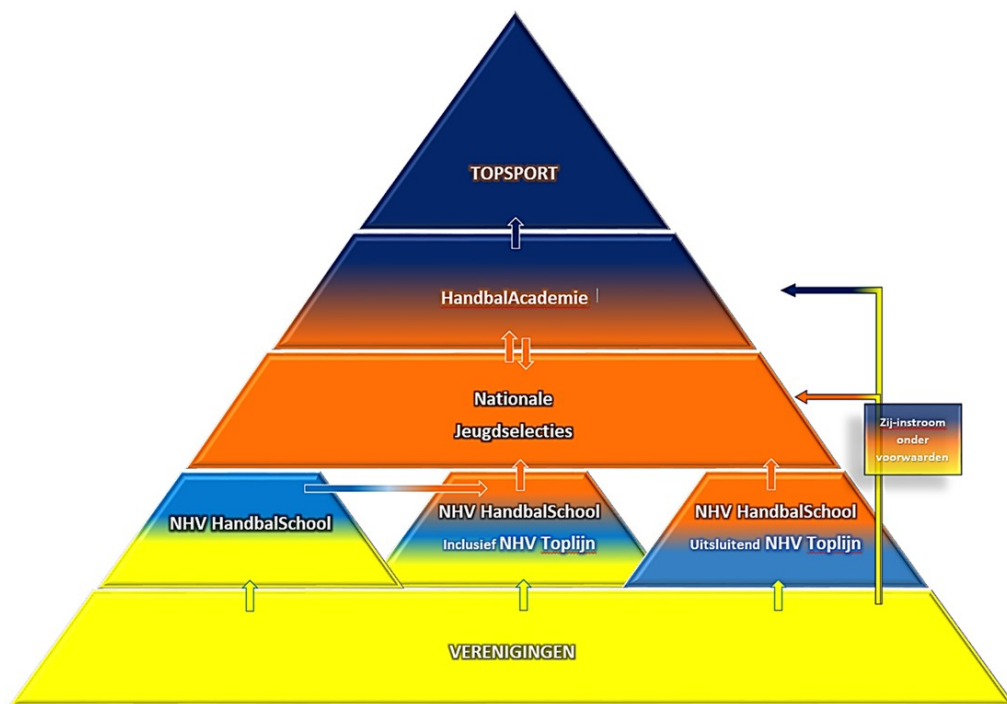 TOPSPORT
HandbalAcademie
Nationale
Jeugdselecties
Zij-instroom
onder
voorwaarden
NHV HandbalSchool
NHV HandbalSchool
Inclusief NHV Toplijn
NHV HandbalSchool
Uitsluitend NHV Toplijn
VERENIGINGEN